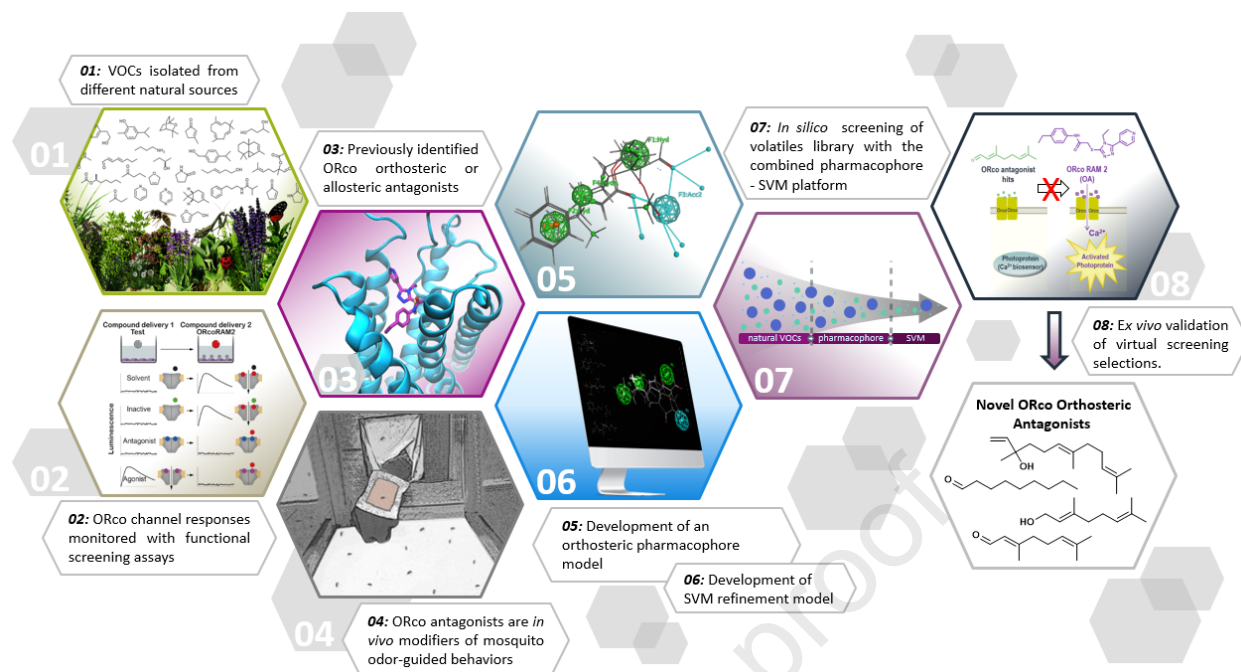 01: VOCs isolated from
different natural sources
01
03: Previously identified
ORco orthosteric or
allosteric antagonists
03
02
Compound delivery 1
Test
Compound delivery 2
ORcoRAM2
Luminescence
Solvent
Inactive
Antagonist
Agonist
02: ORco channel responses
monitored with functional
screening assays
04
04: ORco antagonists are in
vivo modifiers of mosquito
odor-guided behaviors
F1:Hyd
F3:Acc2
05
06
05: Development of an
orthosteric pharmacophore
model
06: Development of
SVM refinement model
07: In silico screening of
volatiles library with the
combined pharmacophore
- SVM platform
natural VOCs
pharmacophore
SVM
07
ORco antagonist
hits
ORco RAM 2
(OA)
X
Ca2+
Photoprotein
(Ca2+ biosensor)
Activated
Photoprotein
08
08: Ex vivo validation
of virtual screening
selections.
Novel ORco Orthosteric
Antagonists
OH
O
HO
O
proof